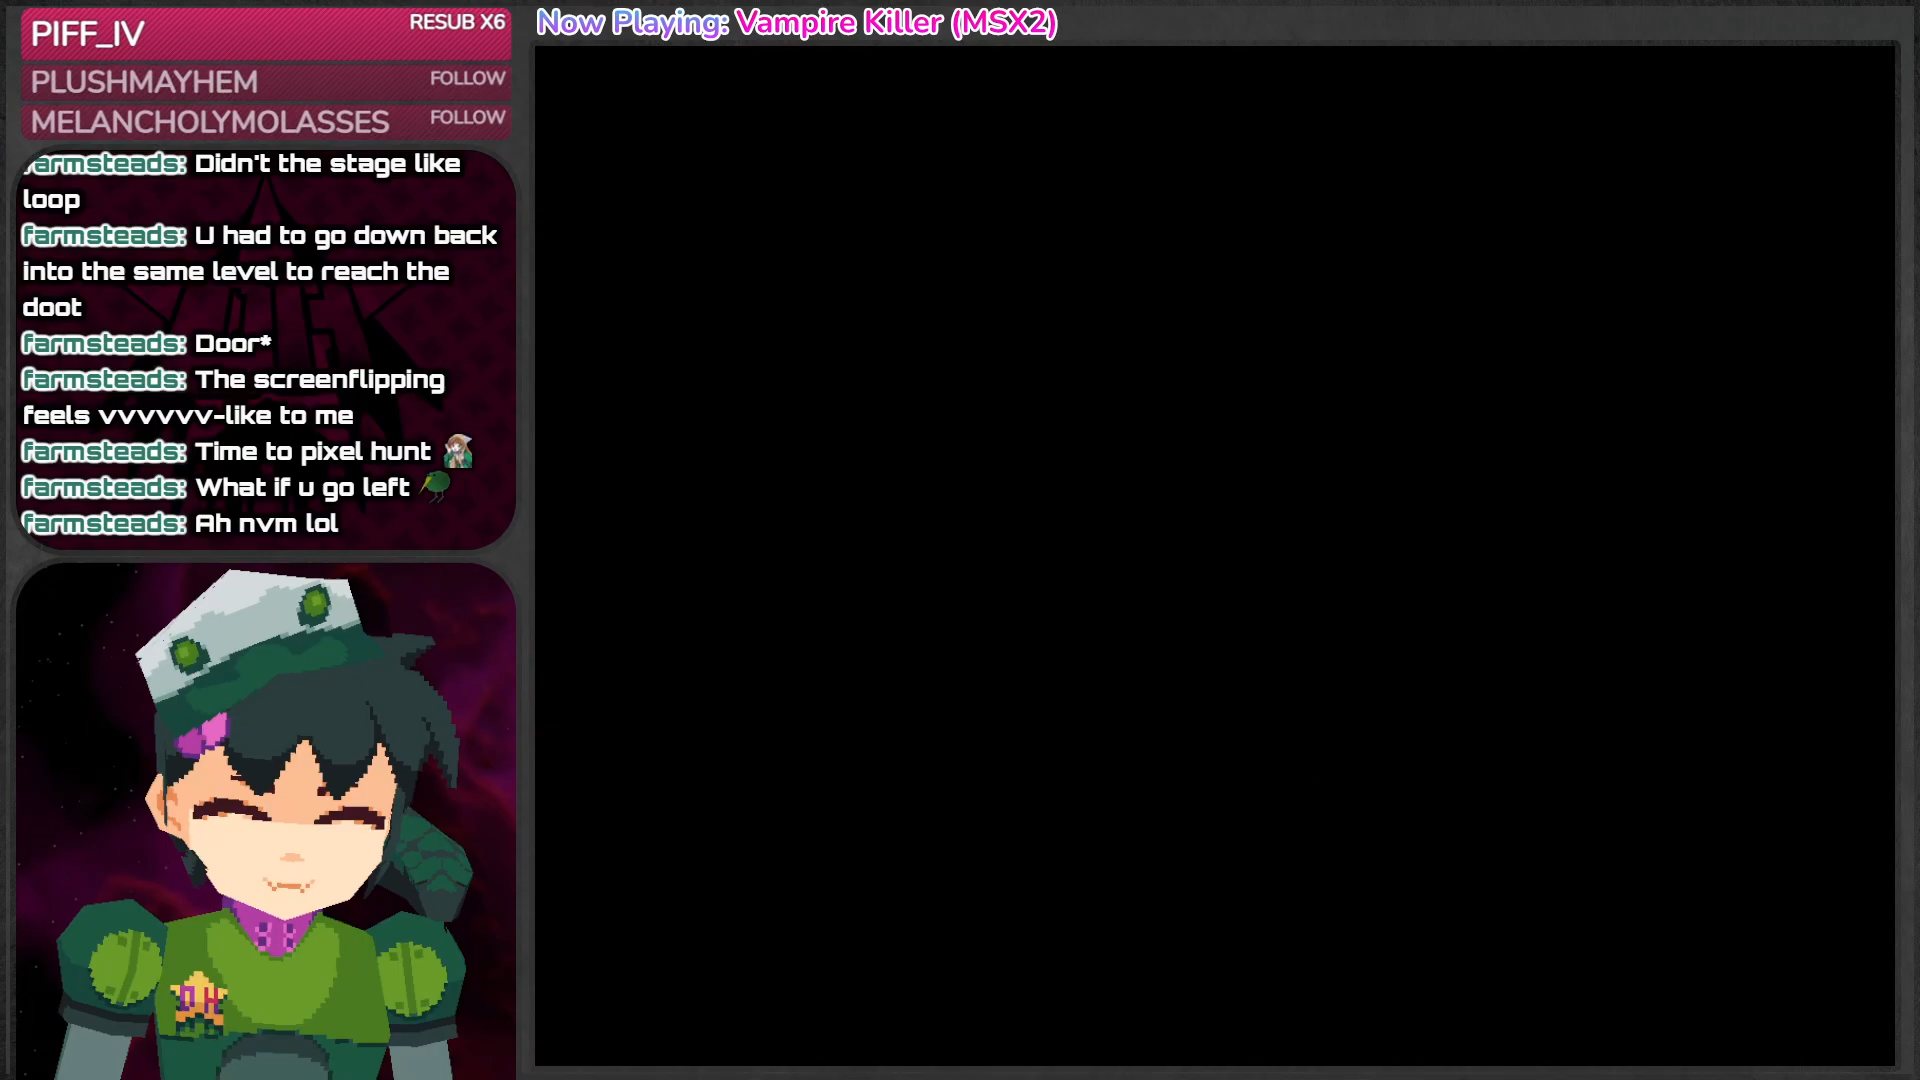 PIFF_IV RESUB X6
PLUSHMAYHEM FOLLOW
MELANCHOLYMOLASSES FOLLOW
Now Playing: Vampire Killer (MSX2)
farmsteads: Didn't the stage like
loop
farmsteads: U had to go down back
into the same level to reach the
doot
farmsteads: Door*
farmsteads: The screenflipping
feels vvvvvv-like to me
farmsteads: Time to pixel hunt
farmsteads: What if u go left
farmsteads: Ah nvm lol